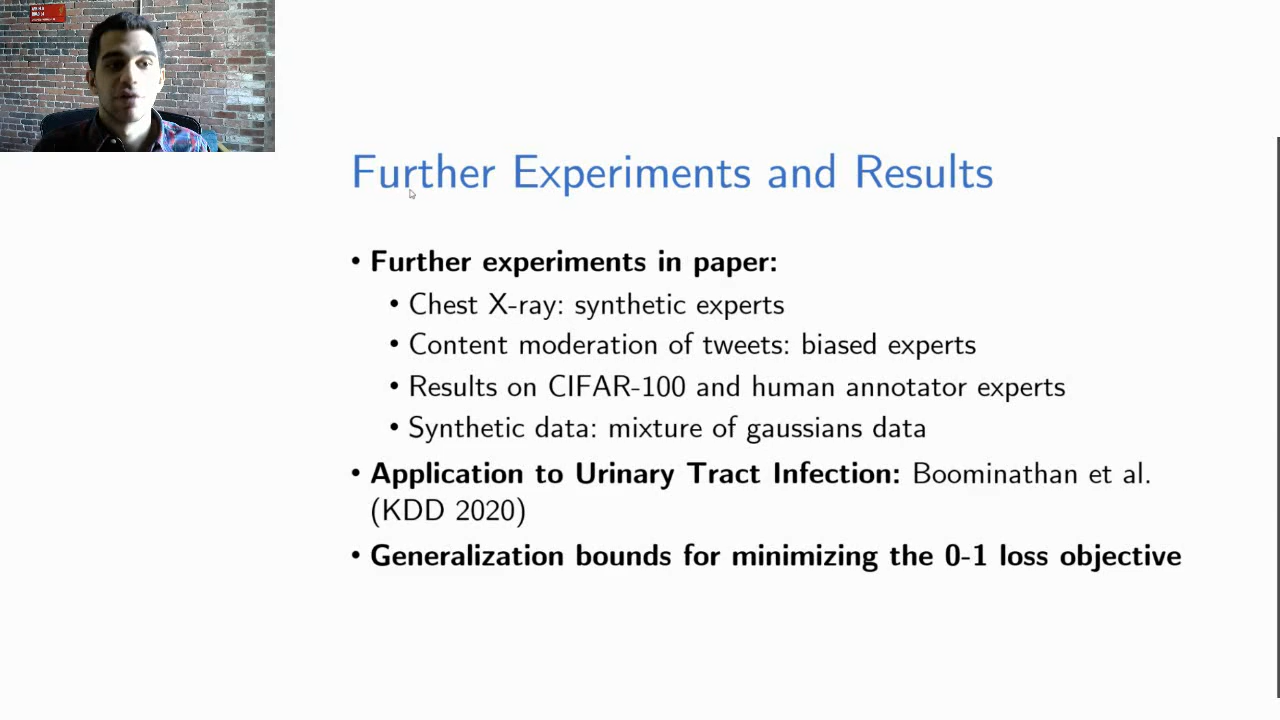 Further Experiments and Results
• Further experiments in paper:
• Chest X-ray: synthetic experts
• Content moderation of tweets: biased experts
• Results on CIFAR-100 and human annotator experts
• Synthetic data: mixture of gaussians data
• Application to Urinary Tract Infection: Boominathan et al.
(KDD 2020)
• Generalization bounds for minimizing the 0-1 loss objective